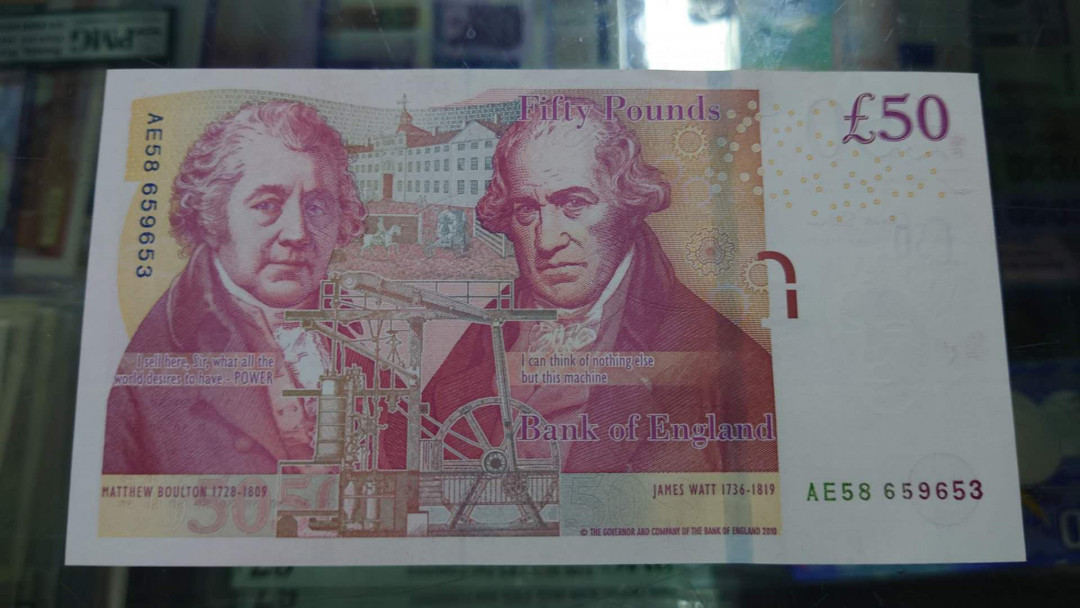 PMG
Fifty Pounds
£50
AE58 659653
I sell here, Sir, what all the
world desires to have - POWER
I can think of nothing else
but this machine
Bank of England
MATTHEW BOULTON 1728-1809
50
JAMES WATT 1736-1819
AE58 659653
© THE GOVERNOR AND COMPANY OF THE BANK OF ENGLAND 2010